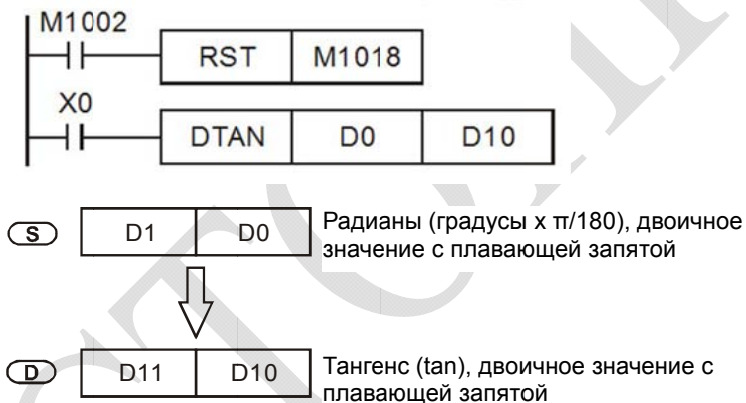 M1002
RST M1018
X0
DTAN D0 D10
S D1 D0 Радианы (градусы x π/180), двоичное
значение с плавающей запятой
D D11 D10 Тангенс (tan), двоичное значение с
плавающей запятой